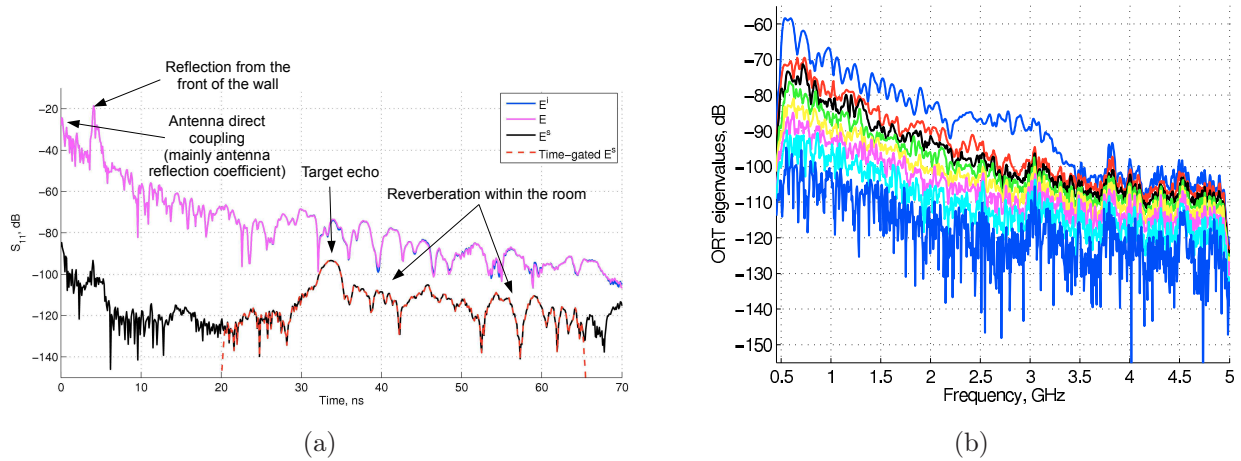 Reflection from the
front of the wall
Antenna direct
coupling
(mainly antenna
reflection coefficient)
Target echo
Reverberation within the room
E^i
E
E^s
Time-gated E^s
S_11, dB
−20
−40
−60
−80
−100
−120
−140
0
10
20
30
40
50
60
70
Time, ns
(a)
ORT eigenvalues, dB
−60
−70
−80
−90
−100
−110
−120
−130
−140
−150
0.5
1
1.5
2
2.5
3
3.5
4
4.5
5
Frequency, GHz
(b)